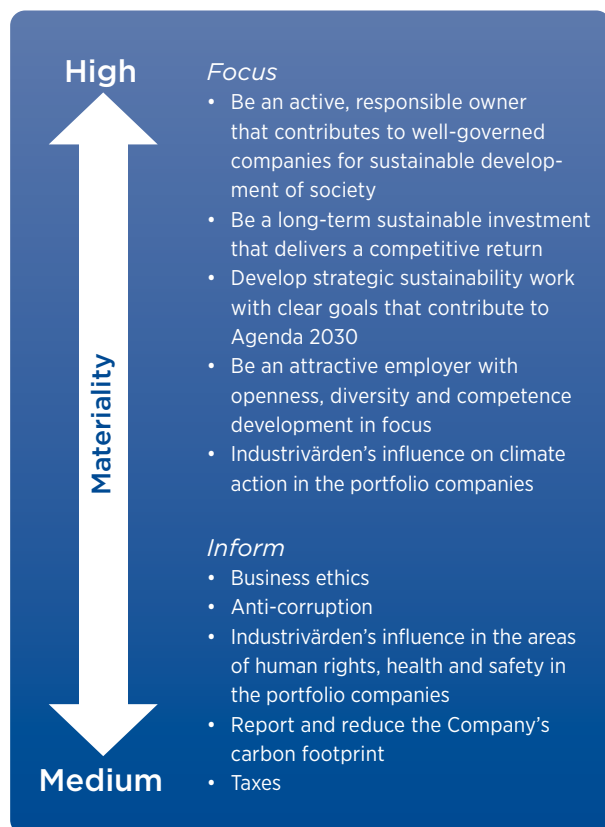 High
Materiality
Medium
Focus
• Be an active, responsible owner
that contributes to well-governed
companies for sustainable develop-
ment of society
• Be a long-term sustainable investment
that delivers a competitive return
• Develop strategic sustainability work
with clear goals that contribute to
Agenda 2030
• Be an attractive employer with
openness, diversity and competence
development in focus
• Industrivärden’s influence on climate
action in the portfolio companies
Inform
• Business ethics
• Anti-corruption
• Industrivärden’s influence in the areas
of human rights, health and safety in
the portfolio companies
• Report and reduce the Company’s
carbon footprint
• Taxes